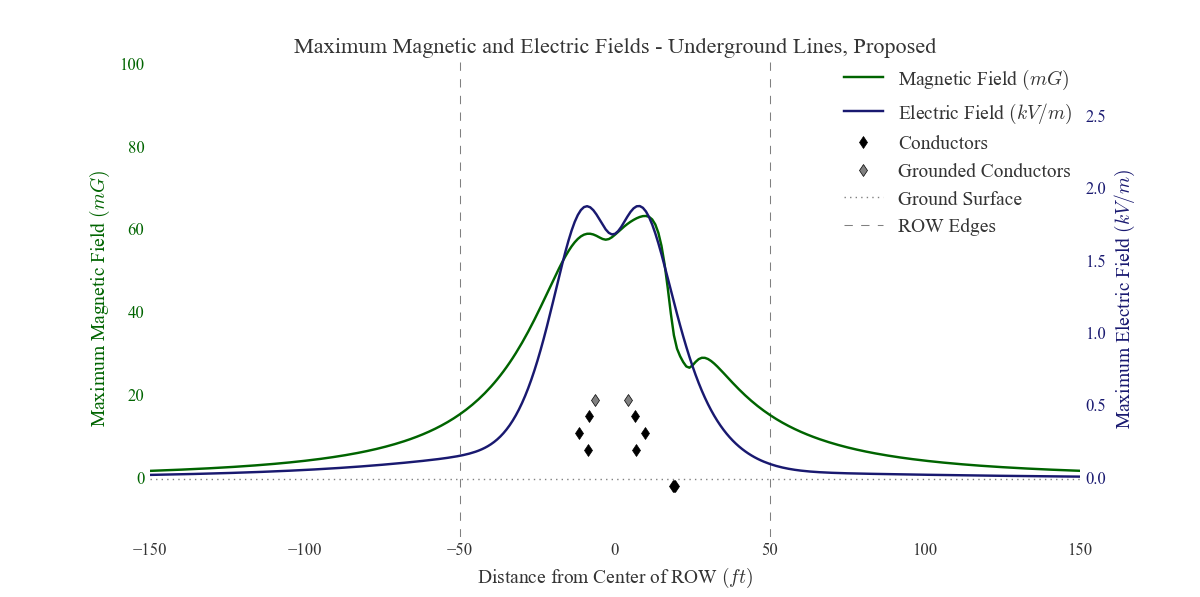 Maximum Magnetic and Electric Fields - Underground Lines, Proposed
Magnetic Field (mG)
Electric Field (kV/m)
Conductors
Grounded Conductors
Ground Surface
ROW Edges
Maximum Magnetic Field (mG)
100
80
60
40
20
0
Maximum Electric Field (kV/m)
2.5
2.0
1.5
1.0
0.5
0.0
−150
−100
−50
0
50
100
150
Distance from Center of ROW (ft)